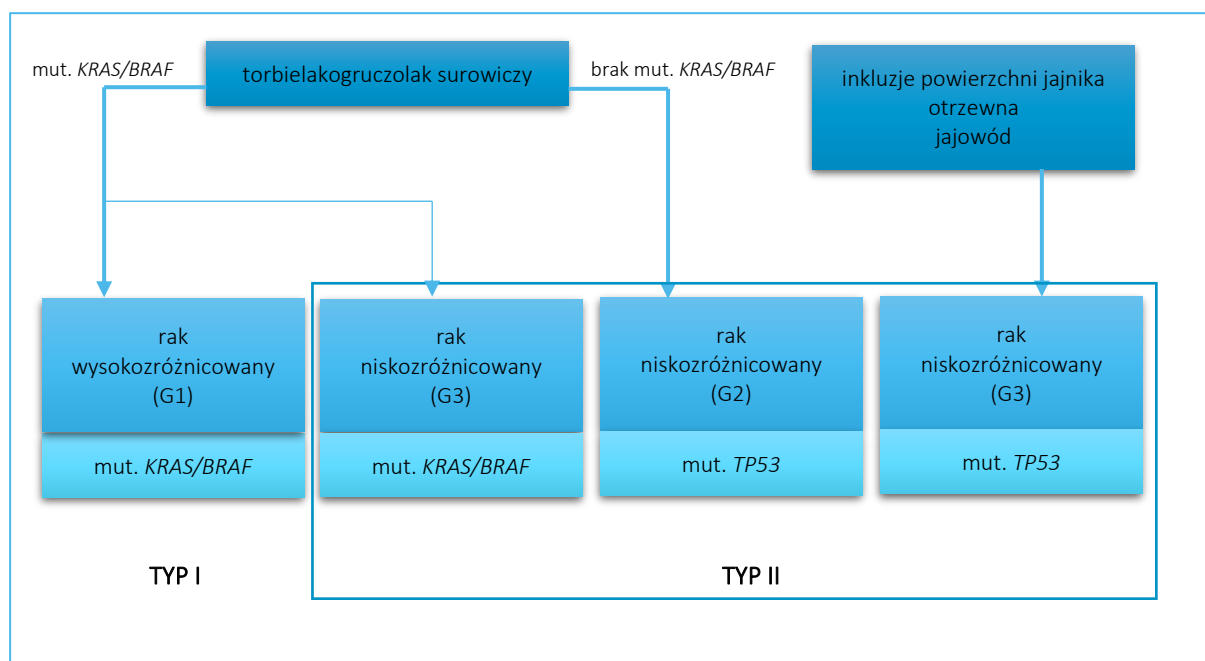 mut. KRAS/BRAF
torbielakogruczolak surowiczy
brak mut. KRAS/BRAF
inkluzje powierzchni jajnika
otrzewna
jajowód
rak
wysokozróżnicowany
(G1)
mut. KRAS/BRAF
rak
niskozróżnicowany
(G3)
mut. KRAS/BRAF
rak
niskozróżnicowany
(G2)
mut. TP53
rak
niskozróżnicowany
(G3)
mut. TP53
TYP I
TYP II